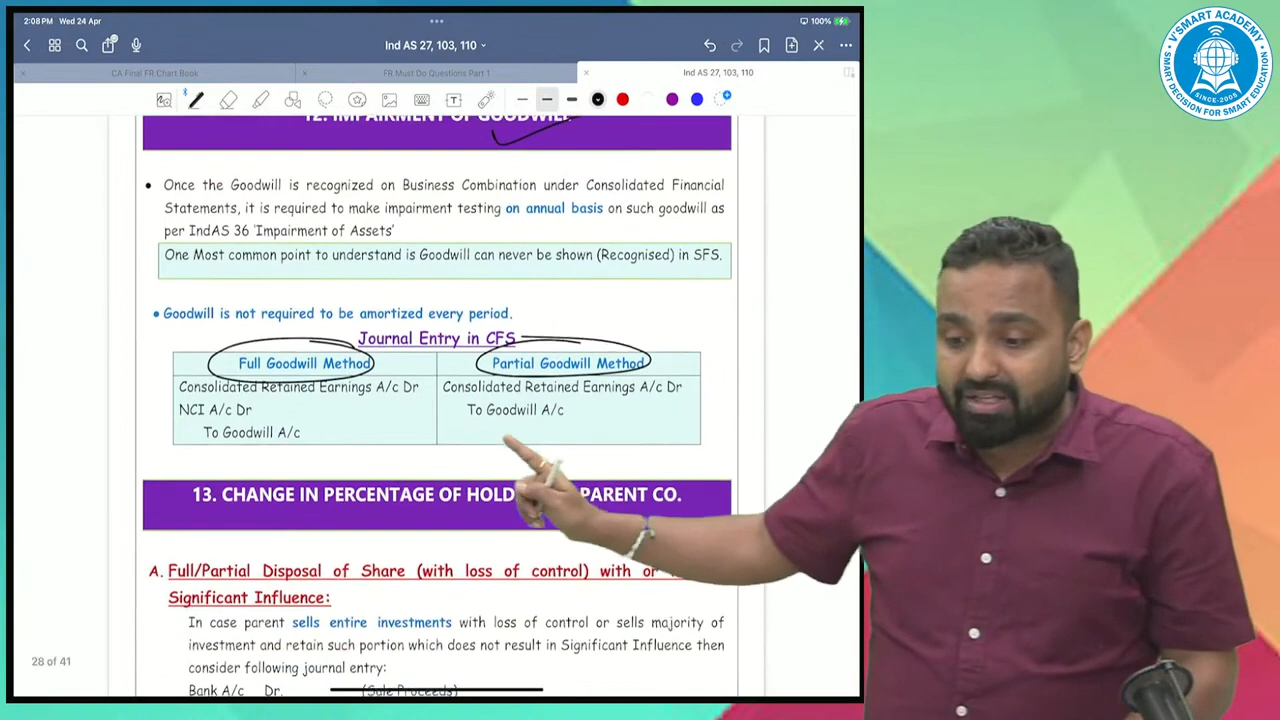 2:08 PM Wed 24 Apr
100%
Ind AS 27, 103, 110
CA Final FR Chart Book
FR Must Do Questions Part 1
Ind AS 27, 103, 110
12. IMPAIRMENT OF GOODWILL
• Once the Goodwill is recognized on Business Combination under Consolidated Financial
Statements, it is required to make impairment testing on annual basis on such goodwill as
per IndAS 36 ‘Impairment of Assets’
One Most common point to understand is Goodwill can never be shown (Recognised) in SFS.
• Goodwill is not required to be amortized every period.
Journal Entry in CFS
Full Goodwill Method
Partial Goodwill Method
Consolidated Retained Earnings A/c Dr
NCI A/c Dr
To Goodwill A/c
Consolidated Retained Earnings A/c Dr
To Goodwill A/c
13. CHANGE IN PERCENTAGE OF HOLD PARENT CO.
A. Full/Partial Disposal of Share (with loss of control) with or
Significant Influence:
In case parent sells entire investments with loss of control or sells majority of
investment and retain such portion which does not result in Significant Influence then
consider following journal entry:
Bank A/c Dr. (Sale Proceeds)
28 of 41
V'SMART ACADEMY
SINCE-2005
SMART DECISION FOR SMART EDUCATION